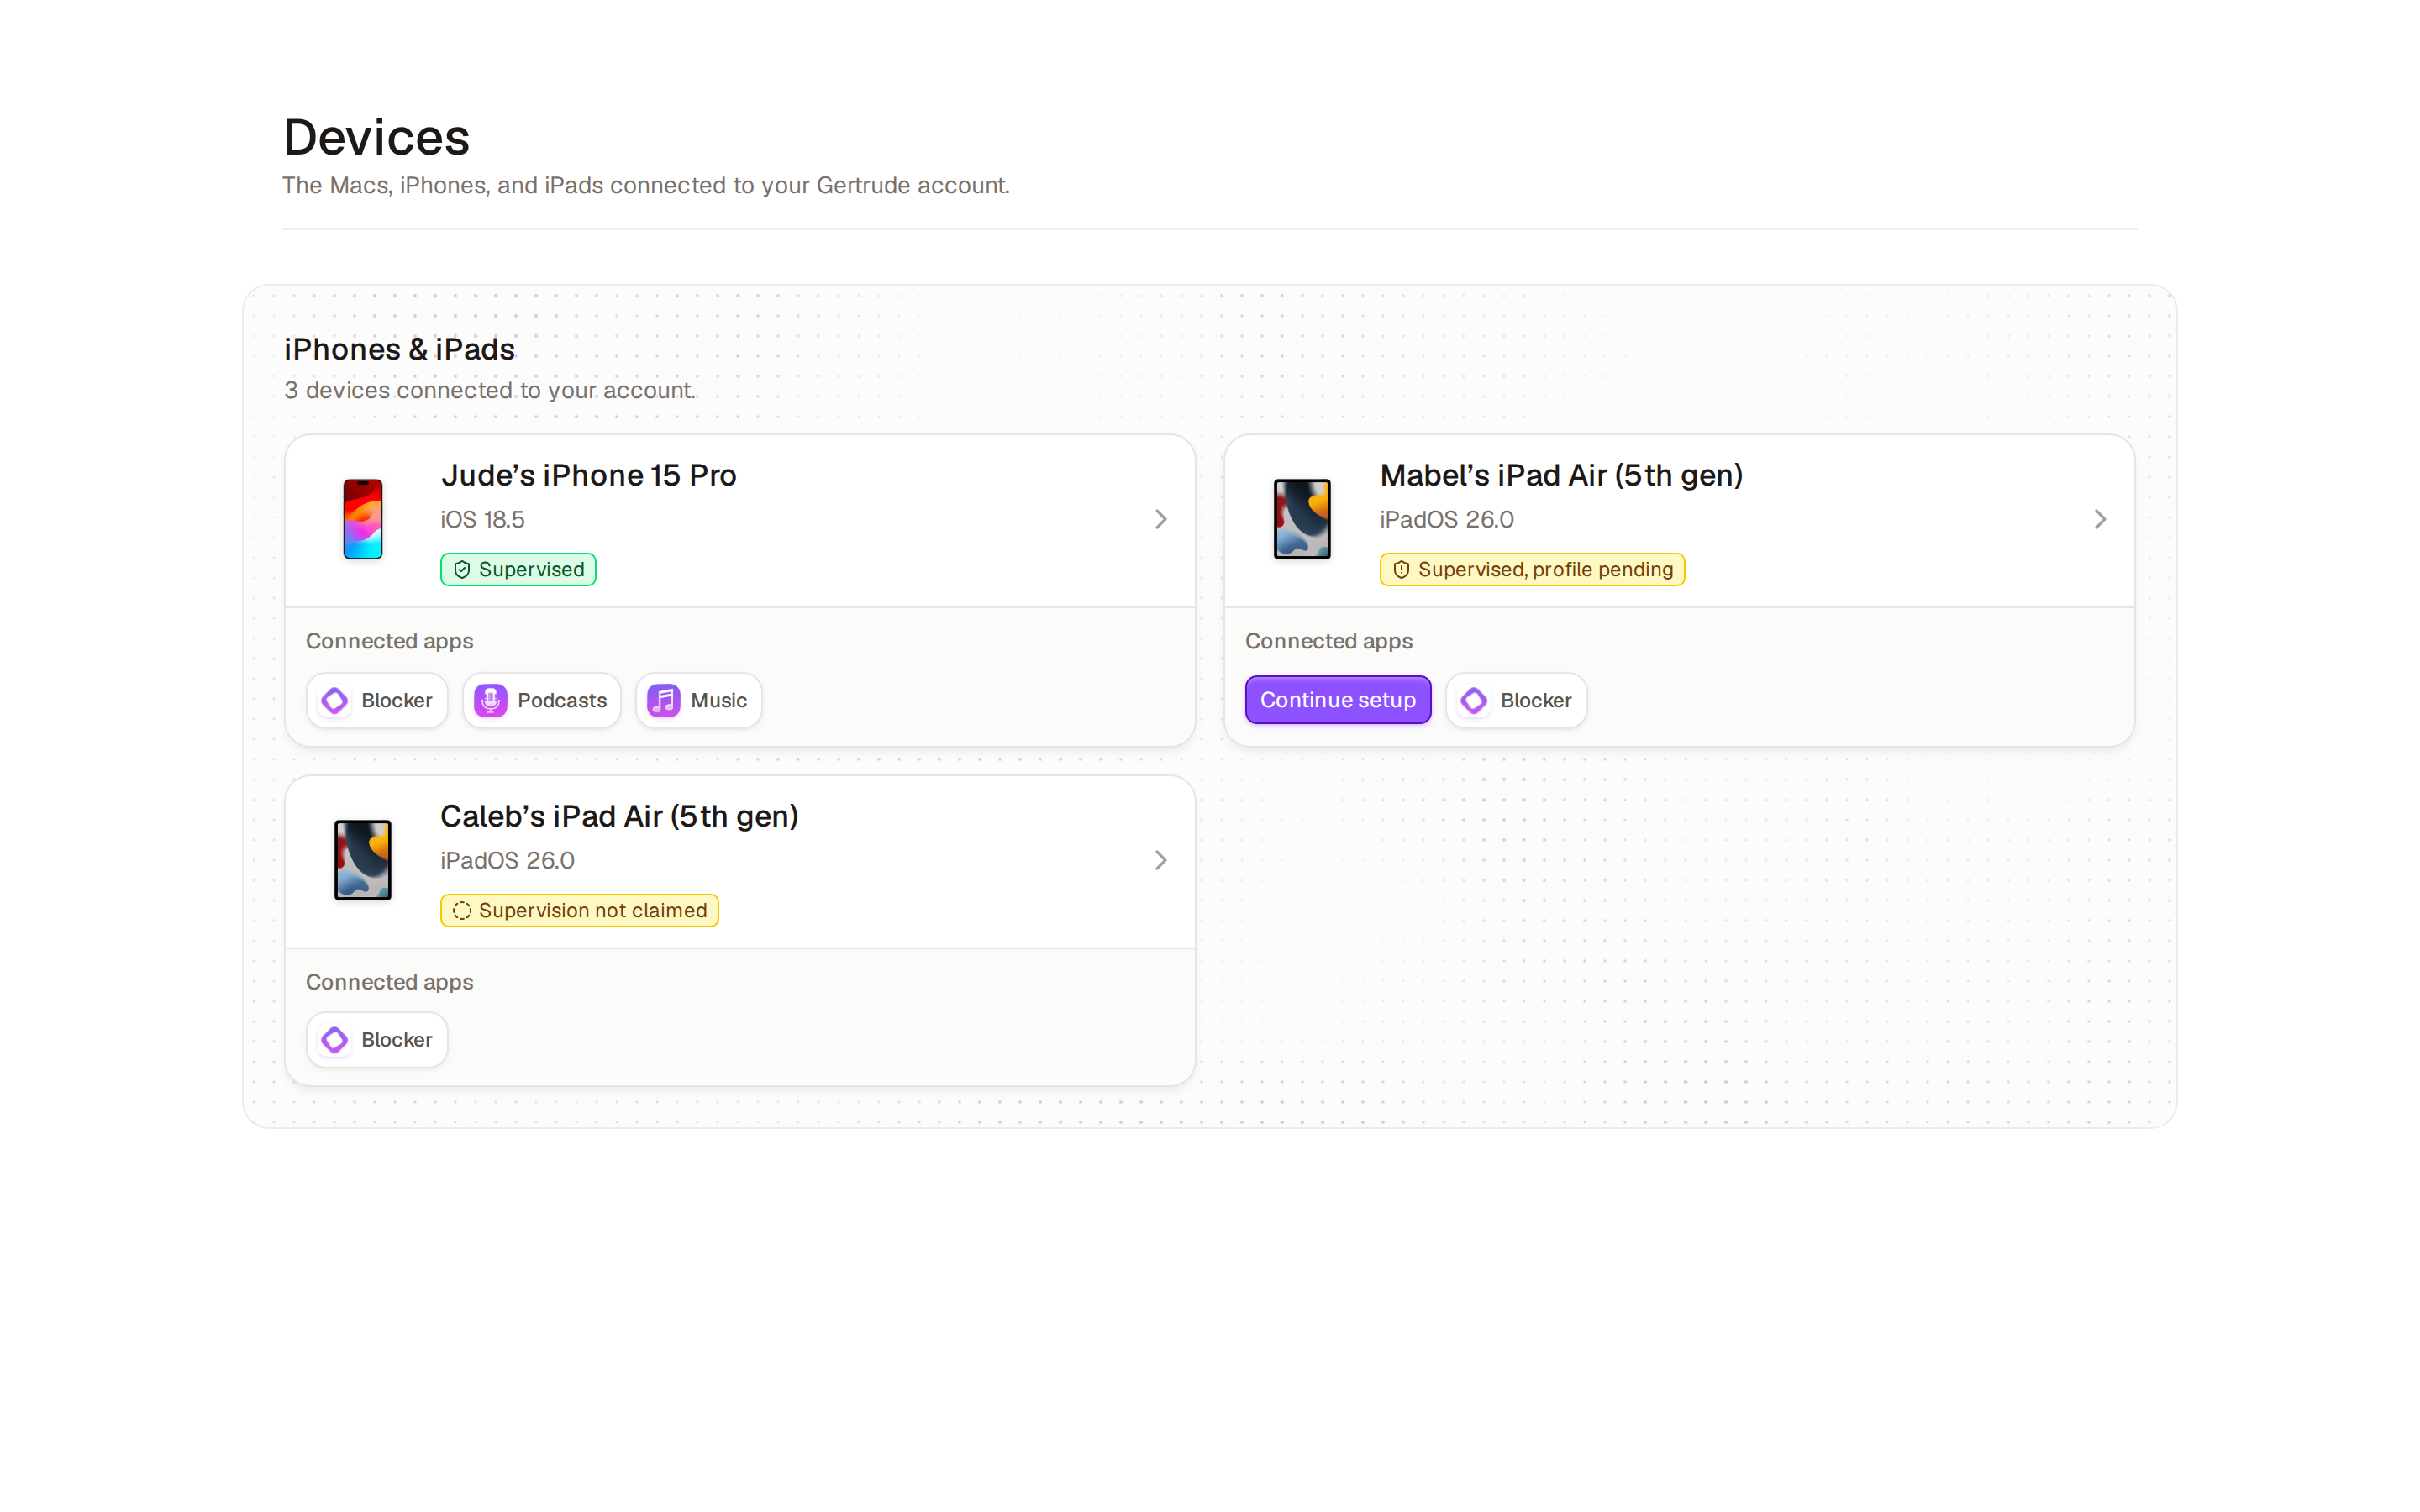 Devices
The Macs, iPhones, and iPads connected to your Gertrude account.
iPhones & iPads
3 devices connected to your account.
Jude’s iPhone 15 Pro
iOS 18.5
Supervised
Connected apps
Blocker Podcasts Music
Mabel’s iPad Air (5th gen)
iPadOS 26.0
Supervised, profile pending
Connected apps
Continue setup Blocker
Caleb’s iPad Air (5th gen)
iPadOS 26.0
Supervision not claimed
Connected apps
Blocker